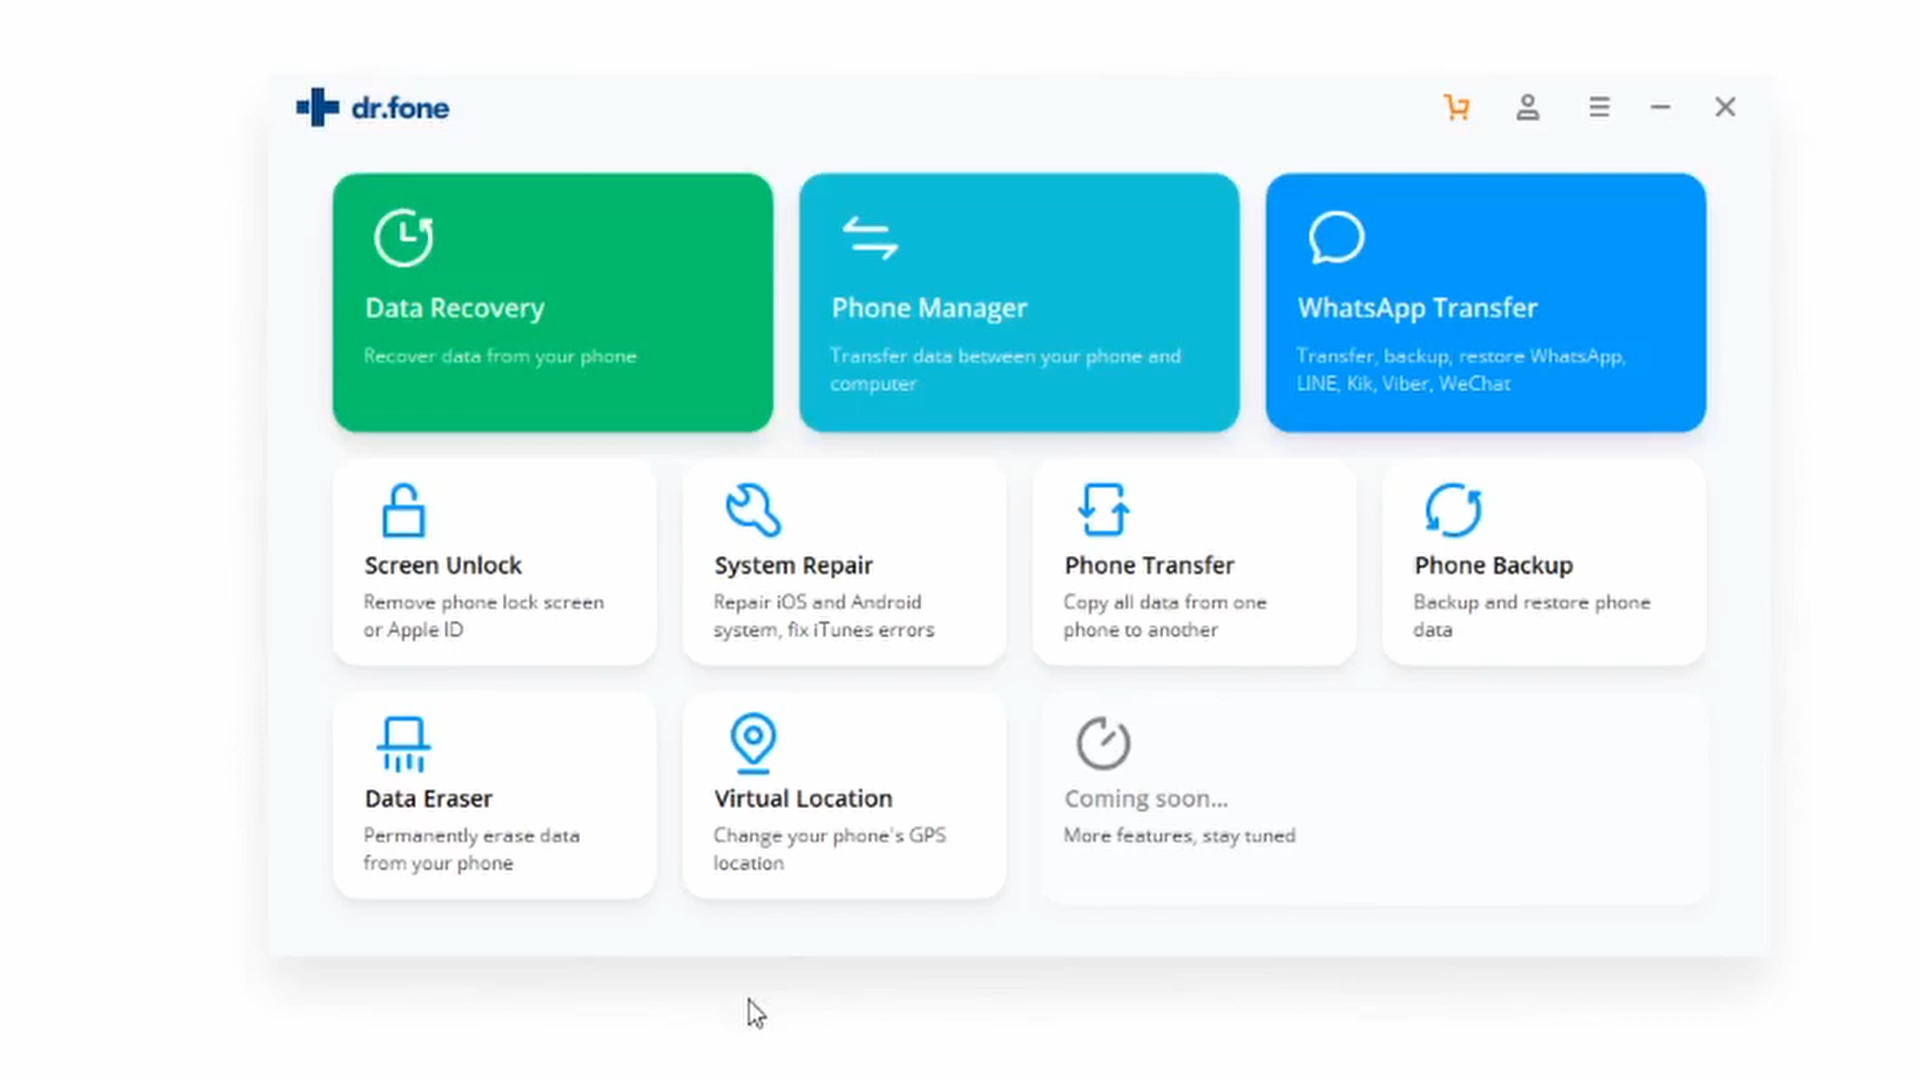 dr.fone
Data Recovery
Recover data from your phone
Phone Manager
Transfer data between your phone and
computer
WhatsApp Transfer
Transfer, backup, restore WhatsApp,
LINE, Kik, Viber, WeChat
Screen Unlock
Remove phone lock screen
or Apple ID
System Repair
Repair iOS and Android
system, fix iTunes errors
Phone Transfer
Copy all data from one
phone to another
Phone Backup
Backup and restore phone
data
Data Eraser
Permanently erase data
from your phone
Virtual Location
Change your phone's GPS
location
Coming soon...
More features, stay tuned